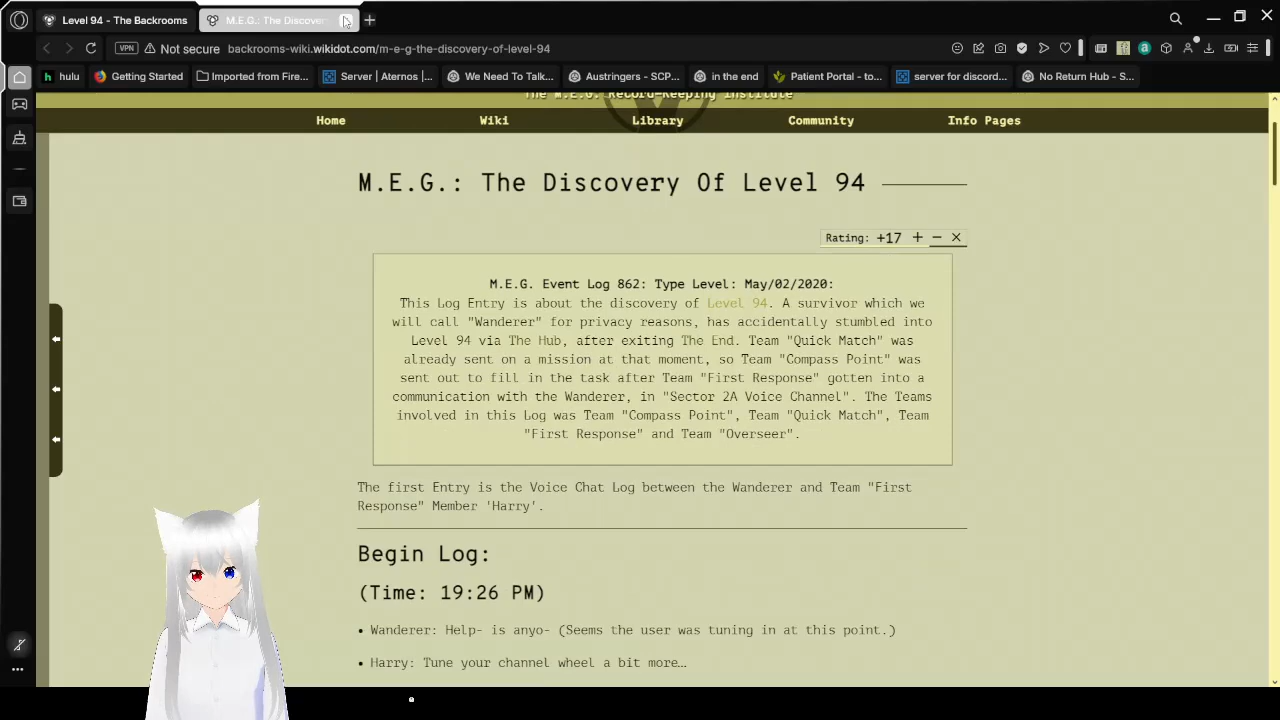 Level 94 - The Backrooms
M.E.G.: The Discover
VPN
Not secure
backrooms-wiki.wikidot.com/m-e-g-the-discovery-of-level-94
h hulu
Getting Started
Imported from Fire...
Server | Aternos |...
We Need To Talk...
Austringers - SCP...
in the end
Patient Portal - to...
server for discord...
No Return Hub - S...
The M.E.G. Record-Keeping Institute
Home
Wiki
Library
Community
Info Pages
M.E.G.: The Discovery Of Level 94
Rating: +17 + − ×
M.E.G. Event Log 862: Type Level: May/02/2020:
This Log Entry is about the discovery of Level 94. A survivor which we
will call "Wanderer" for privacy reasons, has accidentally stumbled into
Level 94 via The Hub, after exiting The End. Team "Quick Match" was
already sent on a mission at that moment, so Team "Compass Point" was
sent out to fill in the task after Team "First Response" gotten into a
communication with the Wanderer, in "Sector 2A Voice Channel". The Teams
involved in this Log was Team "Compass Point", Team "Quick Match", Team
"First Response" and Team "Overseer".
The first Entry is the Voice Chat Log between the Wanderer and Team "First
Response" Member 'Harry'.
Begin Log:
(Time: 19:26 PM)
• Wanderer: Help- is anyo- (Seems the user was tuning in at this point.)
• Harry: Tune your channel wheel a bit more…